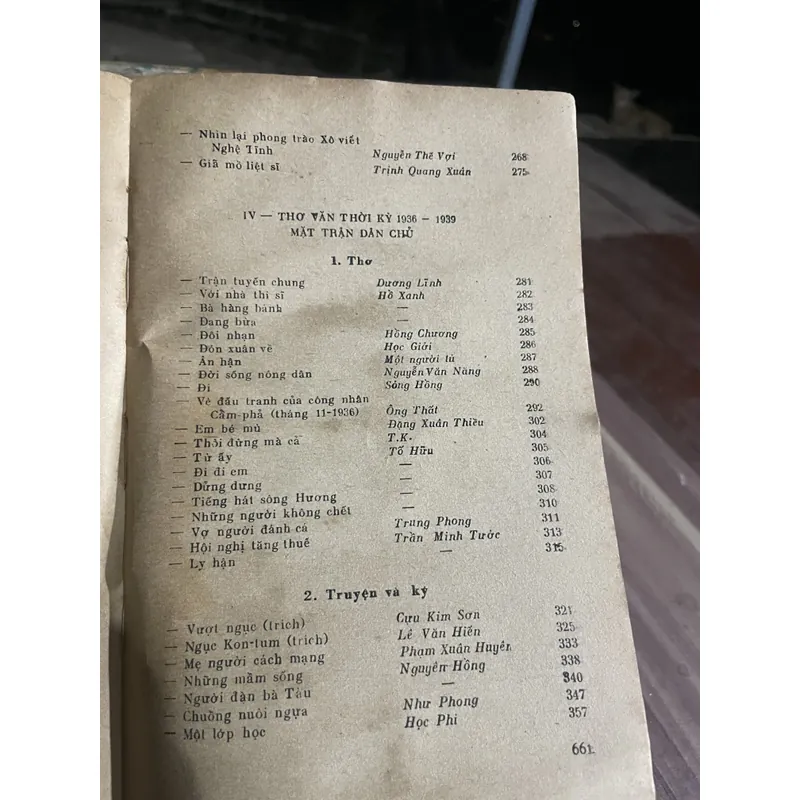 — Nhìn lại phong trào Xô viết
Nghệ Tĩnh Nguyễn Thế Vợi 268
— Giã mồ liệt sĩ Trịnh Quang Xuân 275
IV — THƠ VĂN THỜI KỲ 1936 - 1939
MẶT TRẬN DÂN CHỦ
1. Thơ
— Trận tuyến chung Dương Lĩnh 281
— Với nhà thi sĩ Hồ Xanh 282
— Bà hàng bánh — 283
— Đang bừa — 284
— Đôi nhạn Hồng Chương 285
— Đón xuân về Học Giới 286
— Ân hận Một người tù 287
— Đời sống nông dân Nguyễn Văn Năng 288
— Đi Sóng Hồng 290
— Vè đấu tranh của công nhân
Cẩm-phả (tháng 11-1936) Ông Thất 292
— Em bé mù Đặng Xuân Thiều 302
— Thôi đừng mà cả T.K. 304
— Từ ấy Tố Hữu 305
— Đi đi em — 306
— Dửng dưng — 307
— Tiếng hát sông Hương — 308
— Những người không chết — 310
— Vợ người đánh cá Trung Phong 311
— Hội nghị tăng thuế Trần Minh Tước 313
— Ly hận — 315
2. Truyện và ký
— Vượt ngục (trích) Cựu Kim Sơn 321
— Ngục Kon-tum (trích) Lê Văn Hiến 325
— Mẹ người cách mạng Phạm Xuân Huyên 333
— Những mầm sống Nguyên Hồng 338
— Người đàn bà Tàu — 340
— Chuồng nuôi ngựa Như Phong 347
— Một lớp học Học Phi 357
661